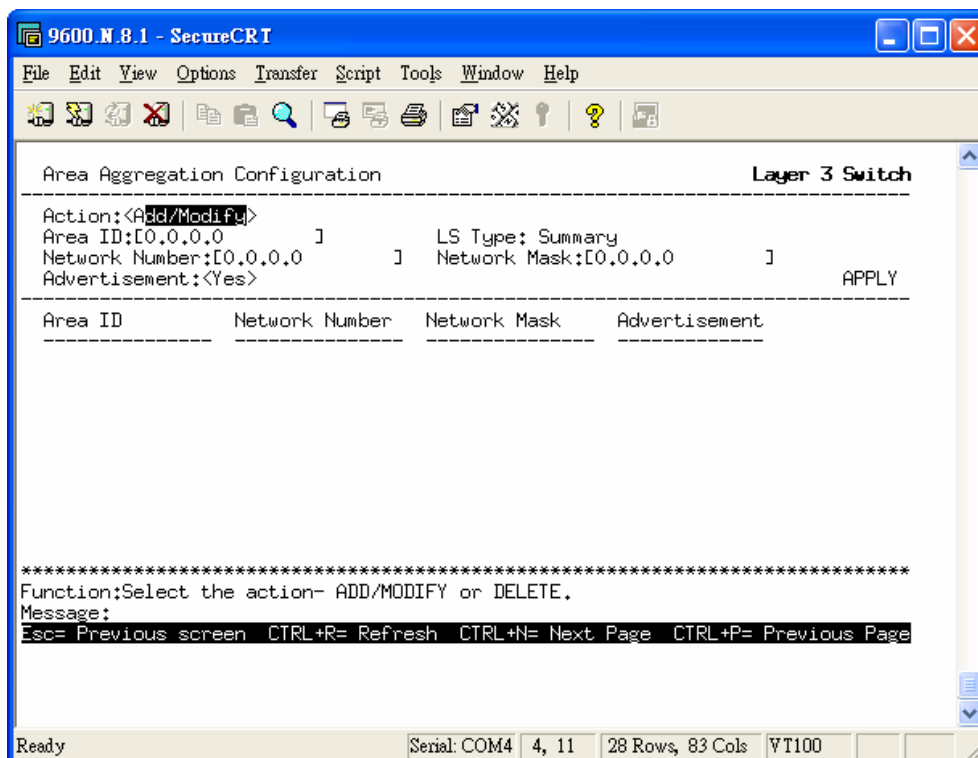 9600.N.8.1 - SecureCRT
File Edit View Options Transfer Script Tools Window Help
Area Aggregation Configuration Layer 3 Switch
Action:<Add/Modify>
Area ID:[0.0.0.0 ] LS Type: Summary
Network Number:[0.0.0.0 ] Network Mask:[0.0.0.0 ]
Advertisement:<Yes> APPLY
Area ID Network Number Network Mask Advertisement
*******************************************************************************
Function:Select the action- ADD/MODIFY or DELETE.
Message:
Esc= Previous screen CTRL+R= Refresh CTRL+N= Next Page CTRL+P= Previous Page
Ready Serial: COM4 4, 11 28 Rows, 83 Cols VT100